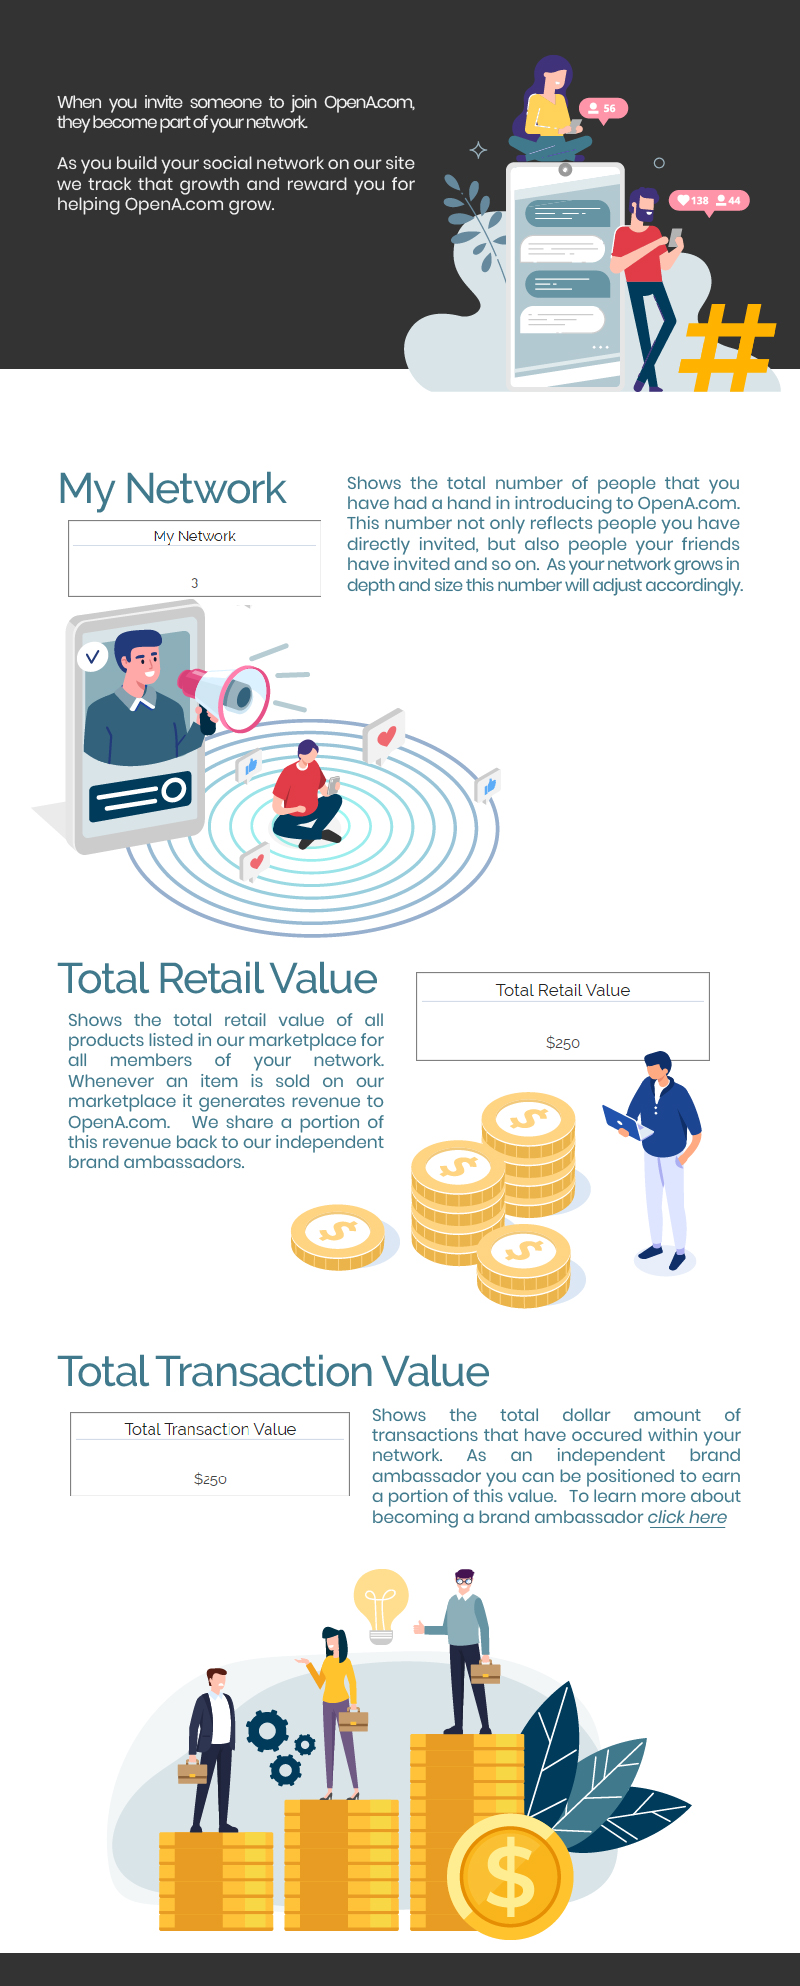 When you invite someone to join OpenA.com,
they become part of your network.
As you build your social network on our site
we track that growth and reward you for
helping OpenA.com grow.
56
138 44
#
My Network
Shows the total number of people that you
have had a hand in introducing to OpenA.com.
This number not only reflects people you have
directly invited, but also people your friends
have invited and so on. As your network grows in
depth and size this number will adjust accordingly.
My Network
3
Total Retail Value
Shows the total retail value of all
products listed in our marketplace for
all members of your network.
Whenever an item is sold on our
marketplace it generates revenue to
OpenA.com. We share a portion of
this revenue back to our independent
brand ambassadors.
Total Retail Value
$250
$
$
$
$
Total Transaction Value
Total Transaction Value
$250
Shows the total dollar amount of
transactions that have occured within your
network. As an independent brand
ambassador you can be positioned to earn
a portion of this value. To learn more about
becoming a brand ambassador click here
$